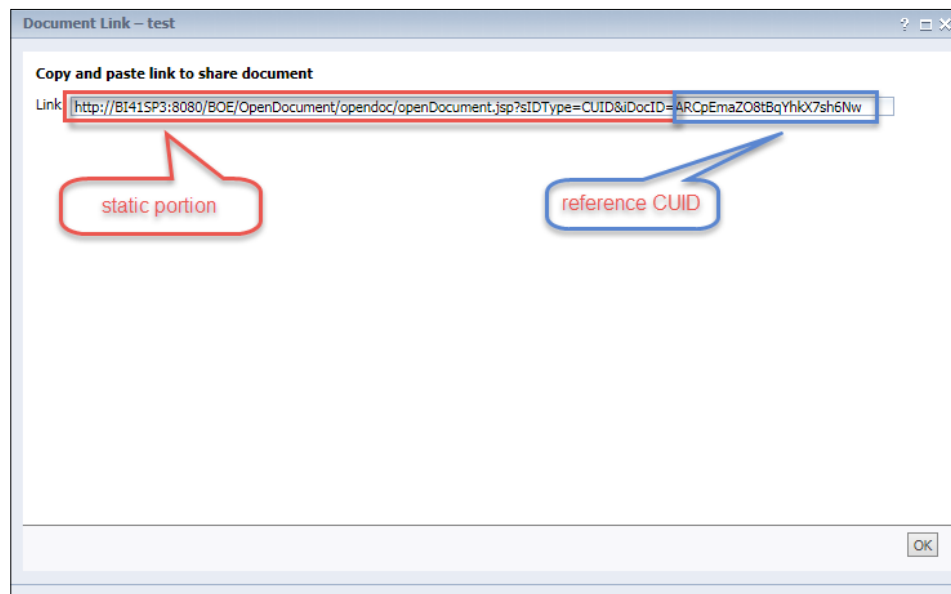 Document Link – test
?
Copy and paste link to share document
Link http://BI41SP3:8080/BOE/OpenDocument/opendoc/openDocument.jsp?sIDType=CUID&iDocID=ARCpEmaZO8tBqYhkX7sh6Nw
static portion
reference CUID
OK